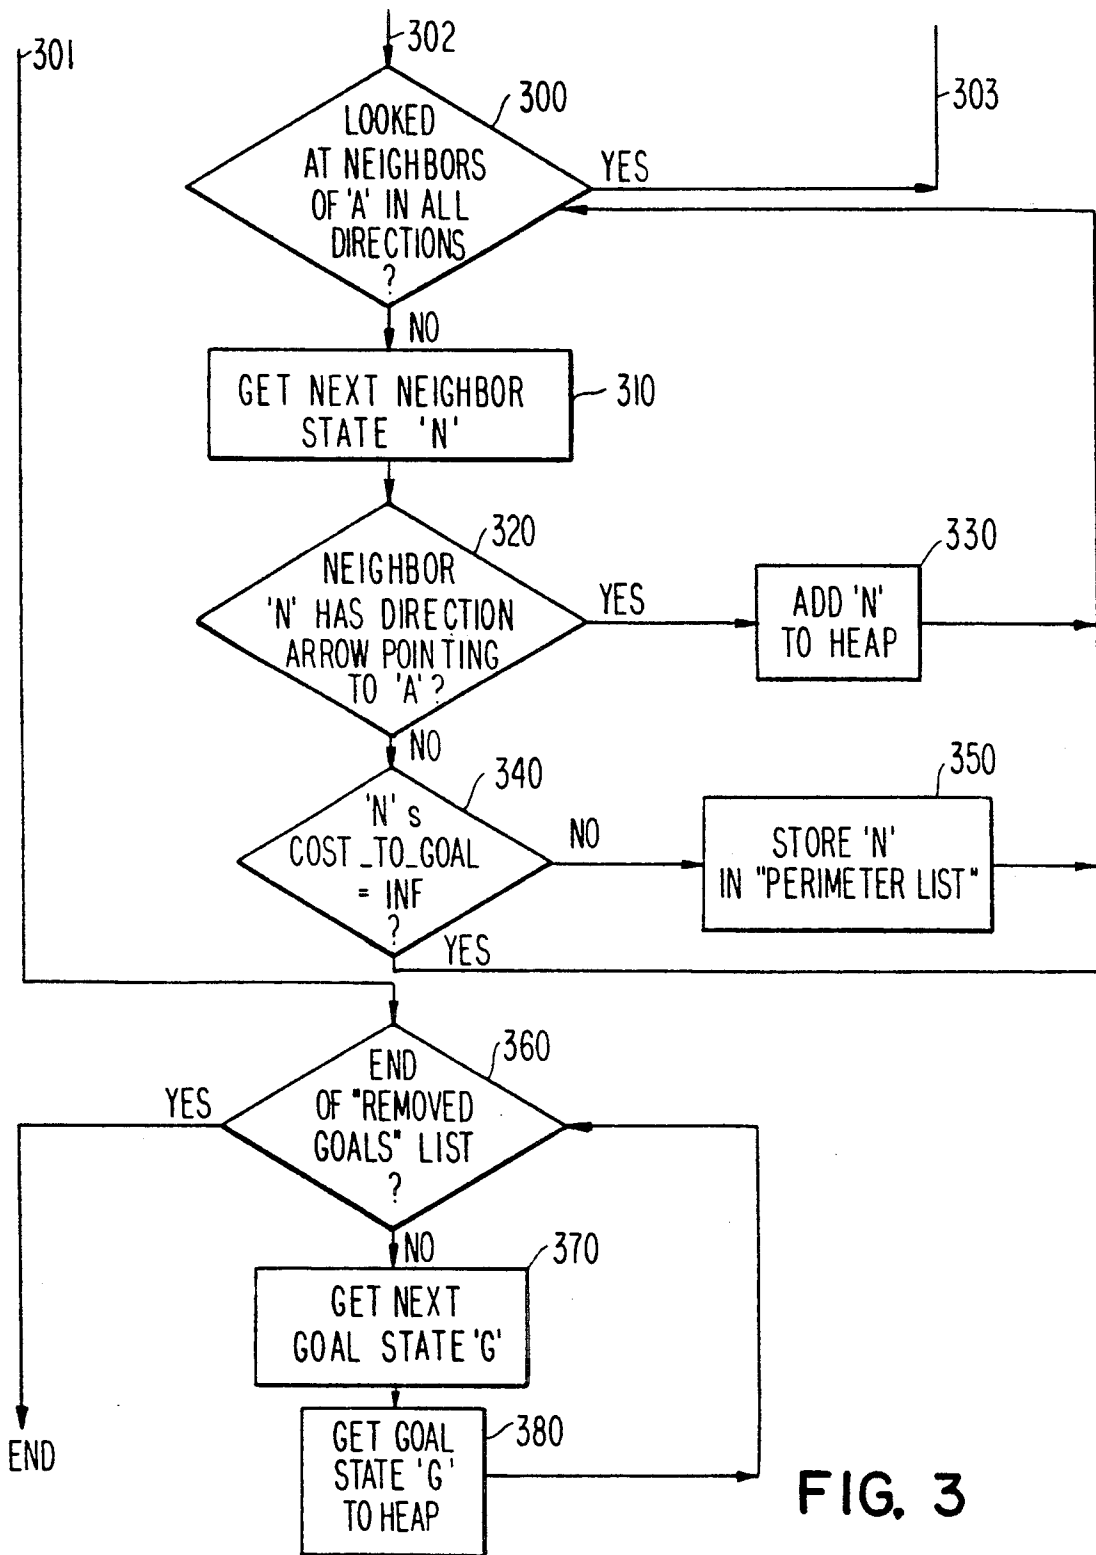 301
302
303
300
LOOKED
AT NEIGHBORS
OF 'A' IN ALL
DIRECTIONS
?
YES
NO
GET NEXT NEIGHBOR
STATE 'N'
310
320
NEIGHBOR
'N' HAS DIRECTION
ARROW POINTING
TO 'A'?
YES
330
ADD 'N'
TO HEAP
NO
340
'N' s
COST_TO_GOAL
= INF
?
NO
350
STORE 'N'
IN "PERIMETER LIST"
YES
360
END
OF "REMOVED
GOALS" LIST
?
YES
NO
370
GET NEXT
GOAL STATE 'G'
380
GET GOAL
STATE 'G'
TO HEAP
END
FIG. 3